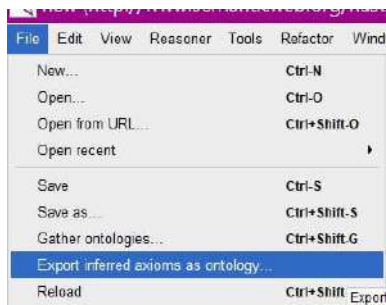 File Edit View Reasoner Tools Refactor Wind
New... Ctrl-N
Open... Ctrl-O
Open from URL... Ctrl+Shift-O
Open recent
Save Ctrl-S
Save as... Ctrl+Shift-S
Gather ontologies... Ctrl+Shift-G
Export inferred axioms as ontology...
Reload Ctrl+Shift Export